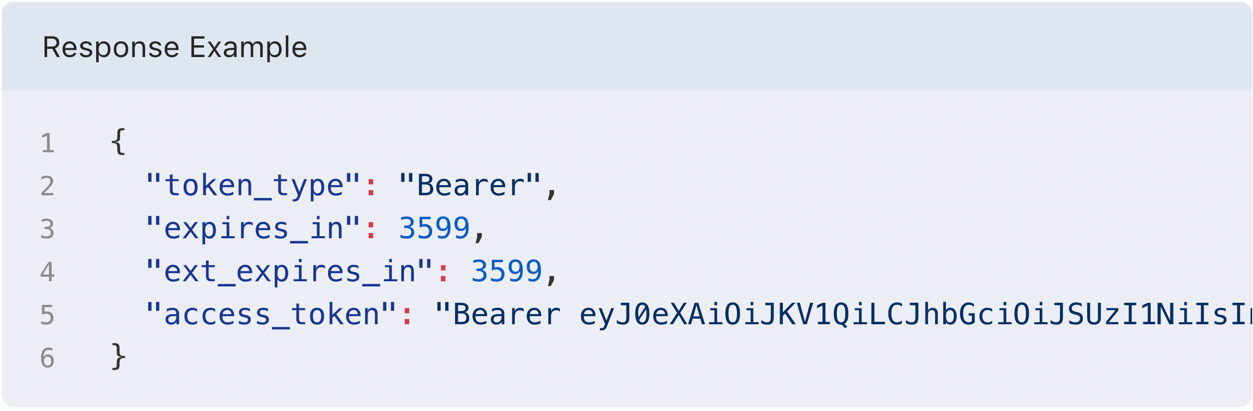 Response Example
1 {
2 "token_type": "Bearer",
3 "expires_in": 3599,
4 "ext_expires_in": 3599,
5 "access_token": "Bearer eyJ0eXAiOiJKV1QiLCJhbGciOiJSUzI1NiIsI
6 }